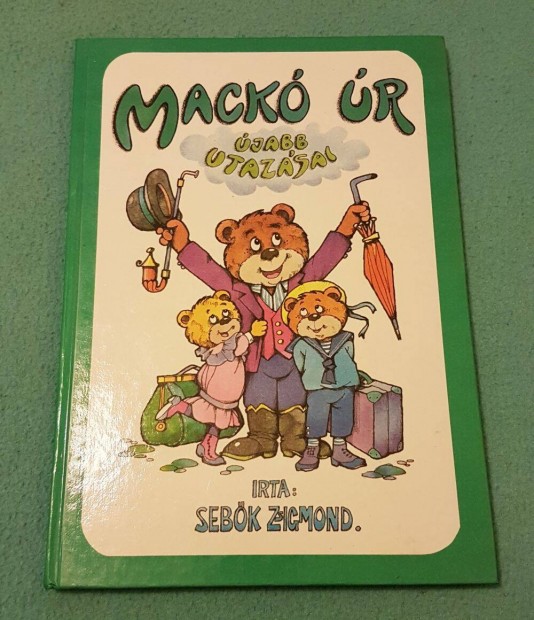 MACKÓ ÚR
ÚJABB
UTAZÁSAI
IRTA:
SEBŐK ZSIGMOND.